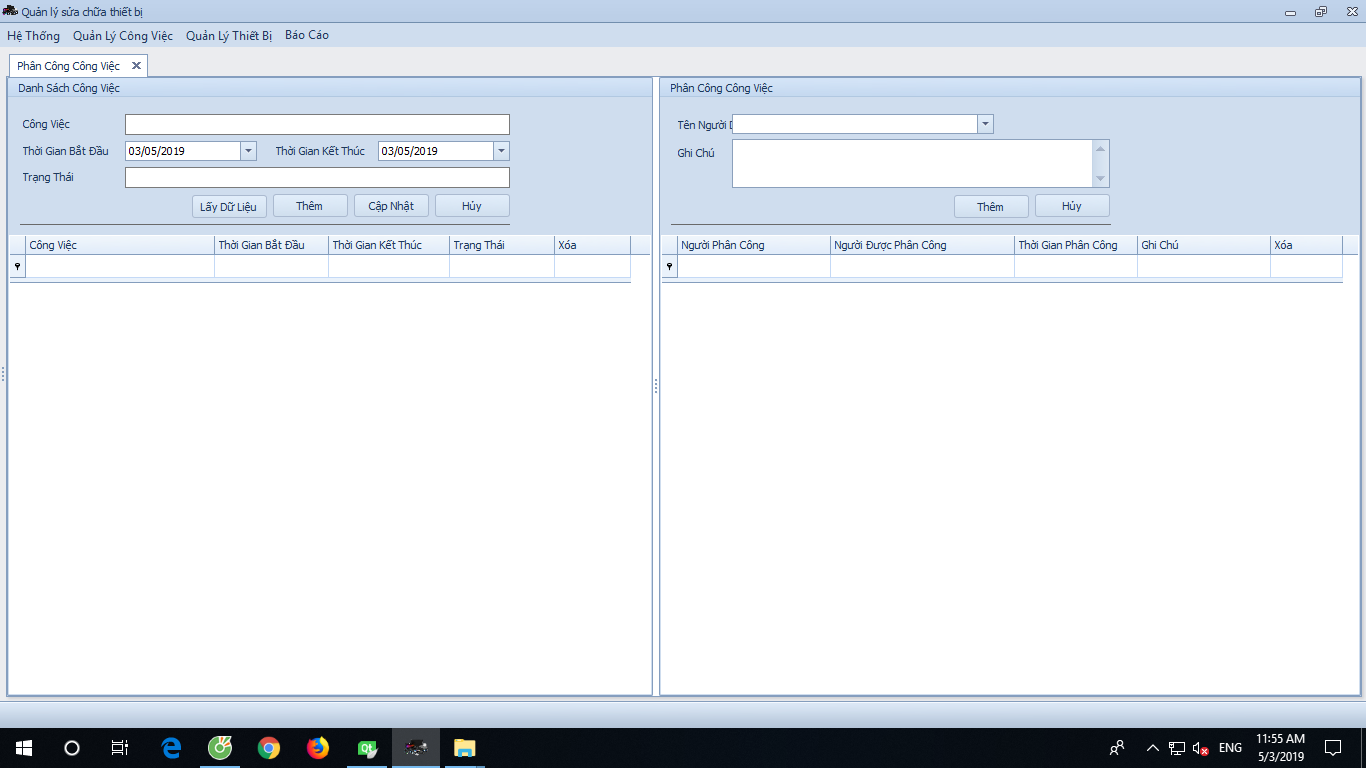 Quản lý sửa chữa thiết bị
Hệ Thống Quản Lý Công Việc Quản Lý Thiết Bị Báo Cáo
Phân Công Công Việc
Danh Sách Công Việc
Công Việc
Thời Gian Bắt Đầu 03/05/2019 Thời Gian Kết Thúc 03/05/2019
Trạng Thái
Lấy Dữ Liệu Thêm Cập Nhật Hủy
Công Việc Thời Gian Bắt Đầu Thời Gian Kết Thúc Trạng Thái Xóa
Phân Công Công Việc
Tên Người
Ghi Chú
Thêm Hủy
Người Phân Công Người Được Phân Công Thời Gian Phân Công Ghi Chú Xóa
Qt
ENG
11:55 AM
5/3/2019